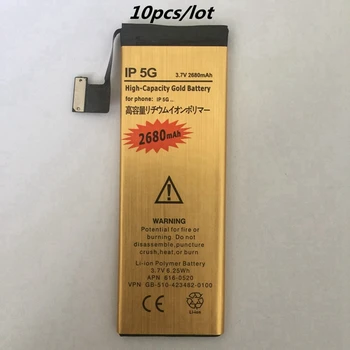 10pcs/lot
IP 5G
3.7V 2680mAh
High-Capacity Gold Battery
for phone: IP 5G ...
高容量リチウムイオンポリマー
2680mAh
WARNING
Potential for fire or
burning. Do not
disassemble,puncture,
crush,heat,or burn
Li-ion Polymer Battery
3.7V 6.25Wh
APN 616-0520
VPN GB-S10-423482-0100
CE
Li-ion